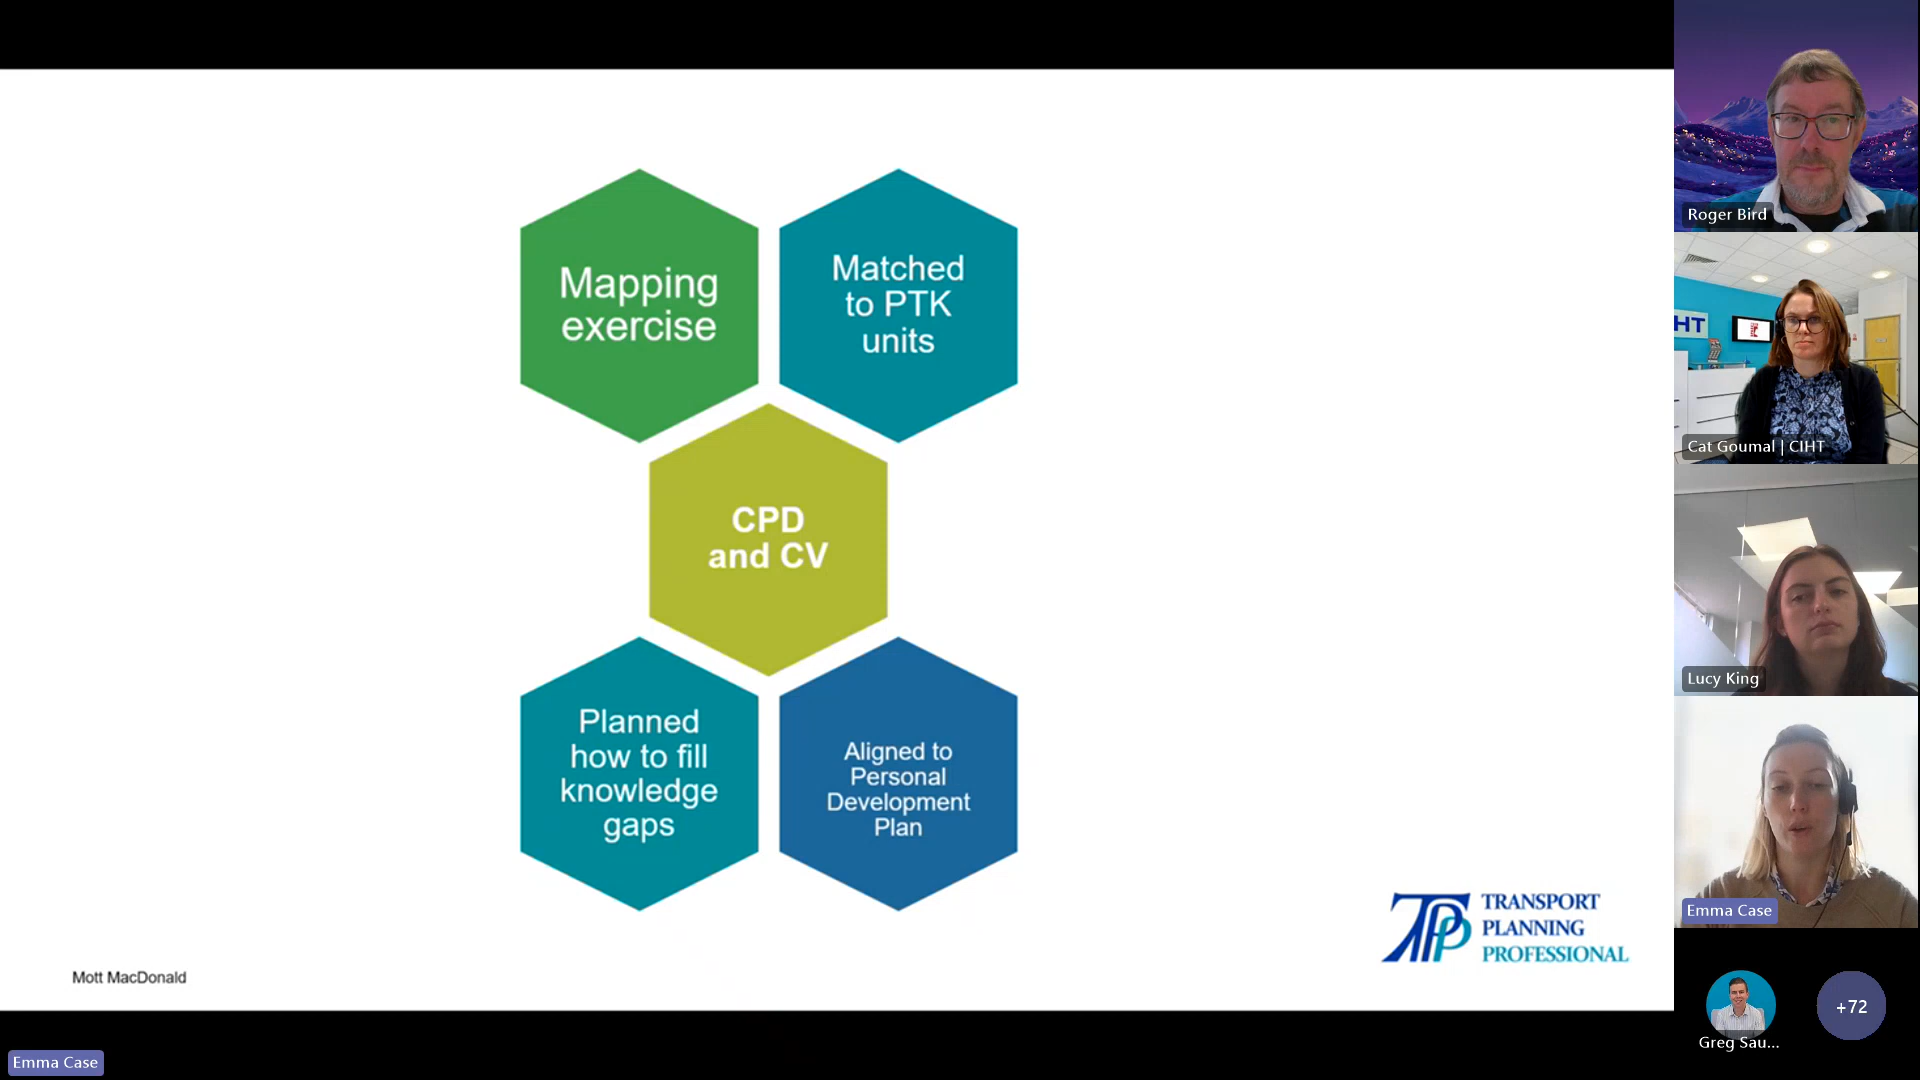 Mapping
exercise
Matched
to PTK
units
CPD
and CV
Planned
how to fill
knowledge
gaps
Aligned to
Personal
Development
Plan
TPP
TRANSPORT
PLANNING
PROFESSIONAL
Mott MacDonald
Emma Case
Roger Bird
HT
Cat Goumal | CIHT
Lucy King
Emma Case
+72
Greg Sau...